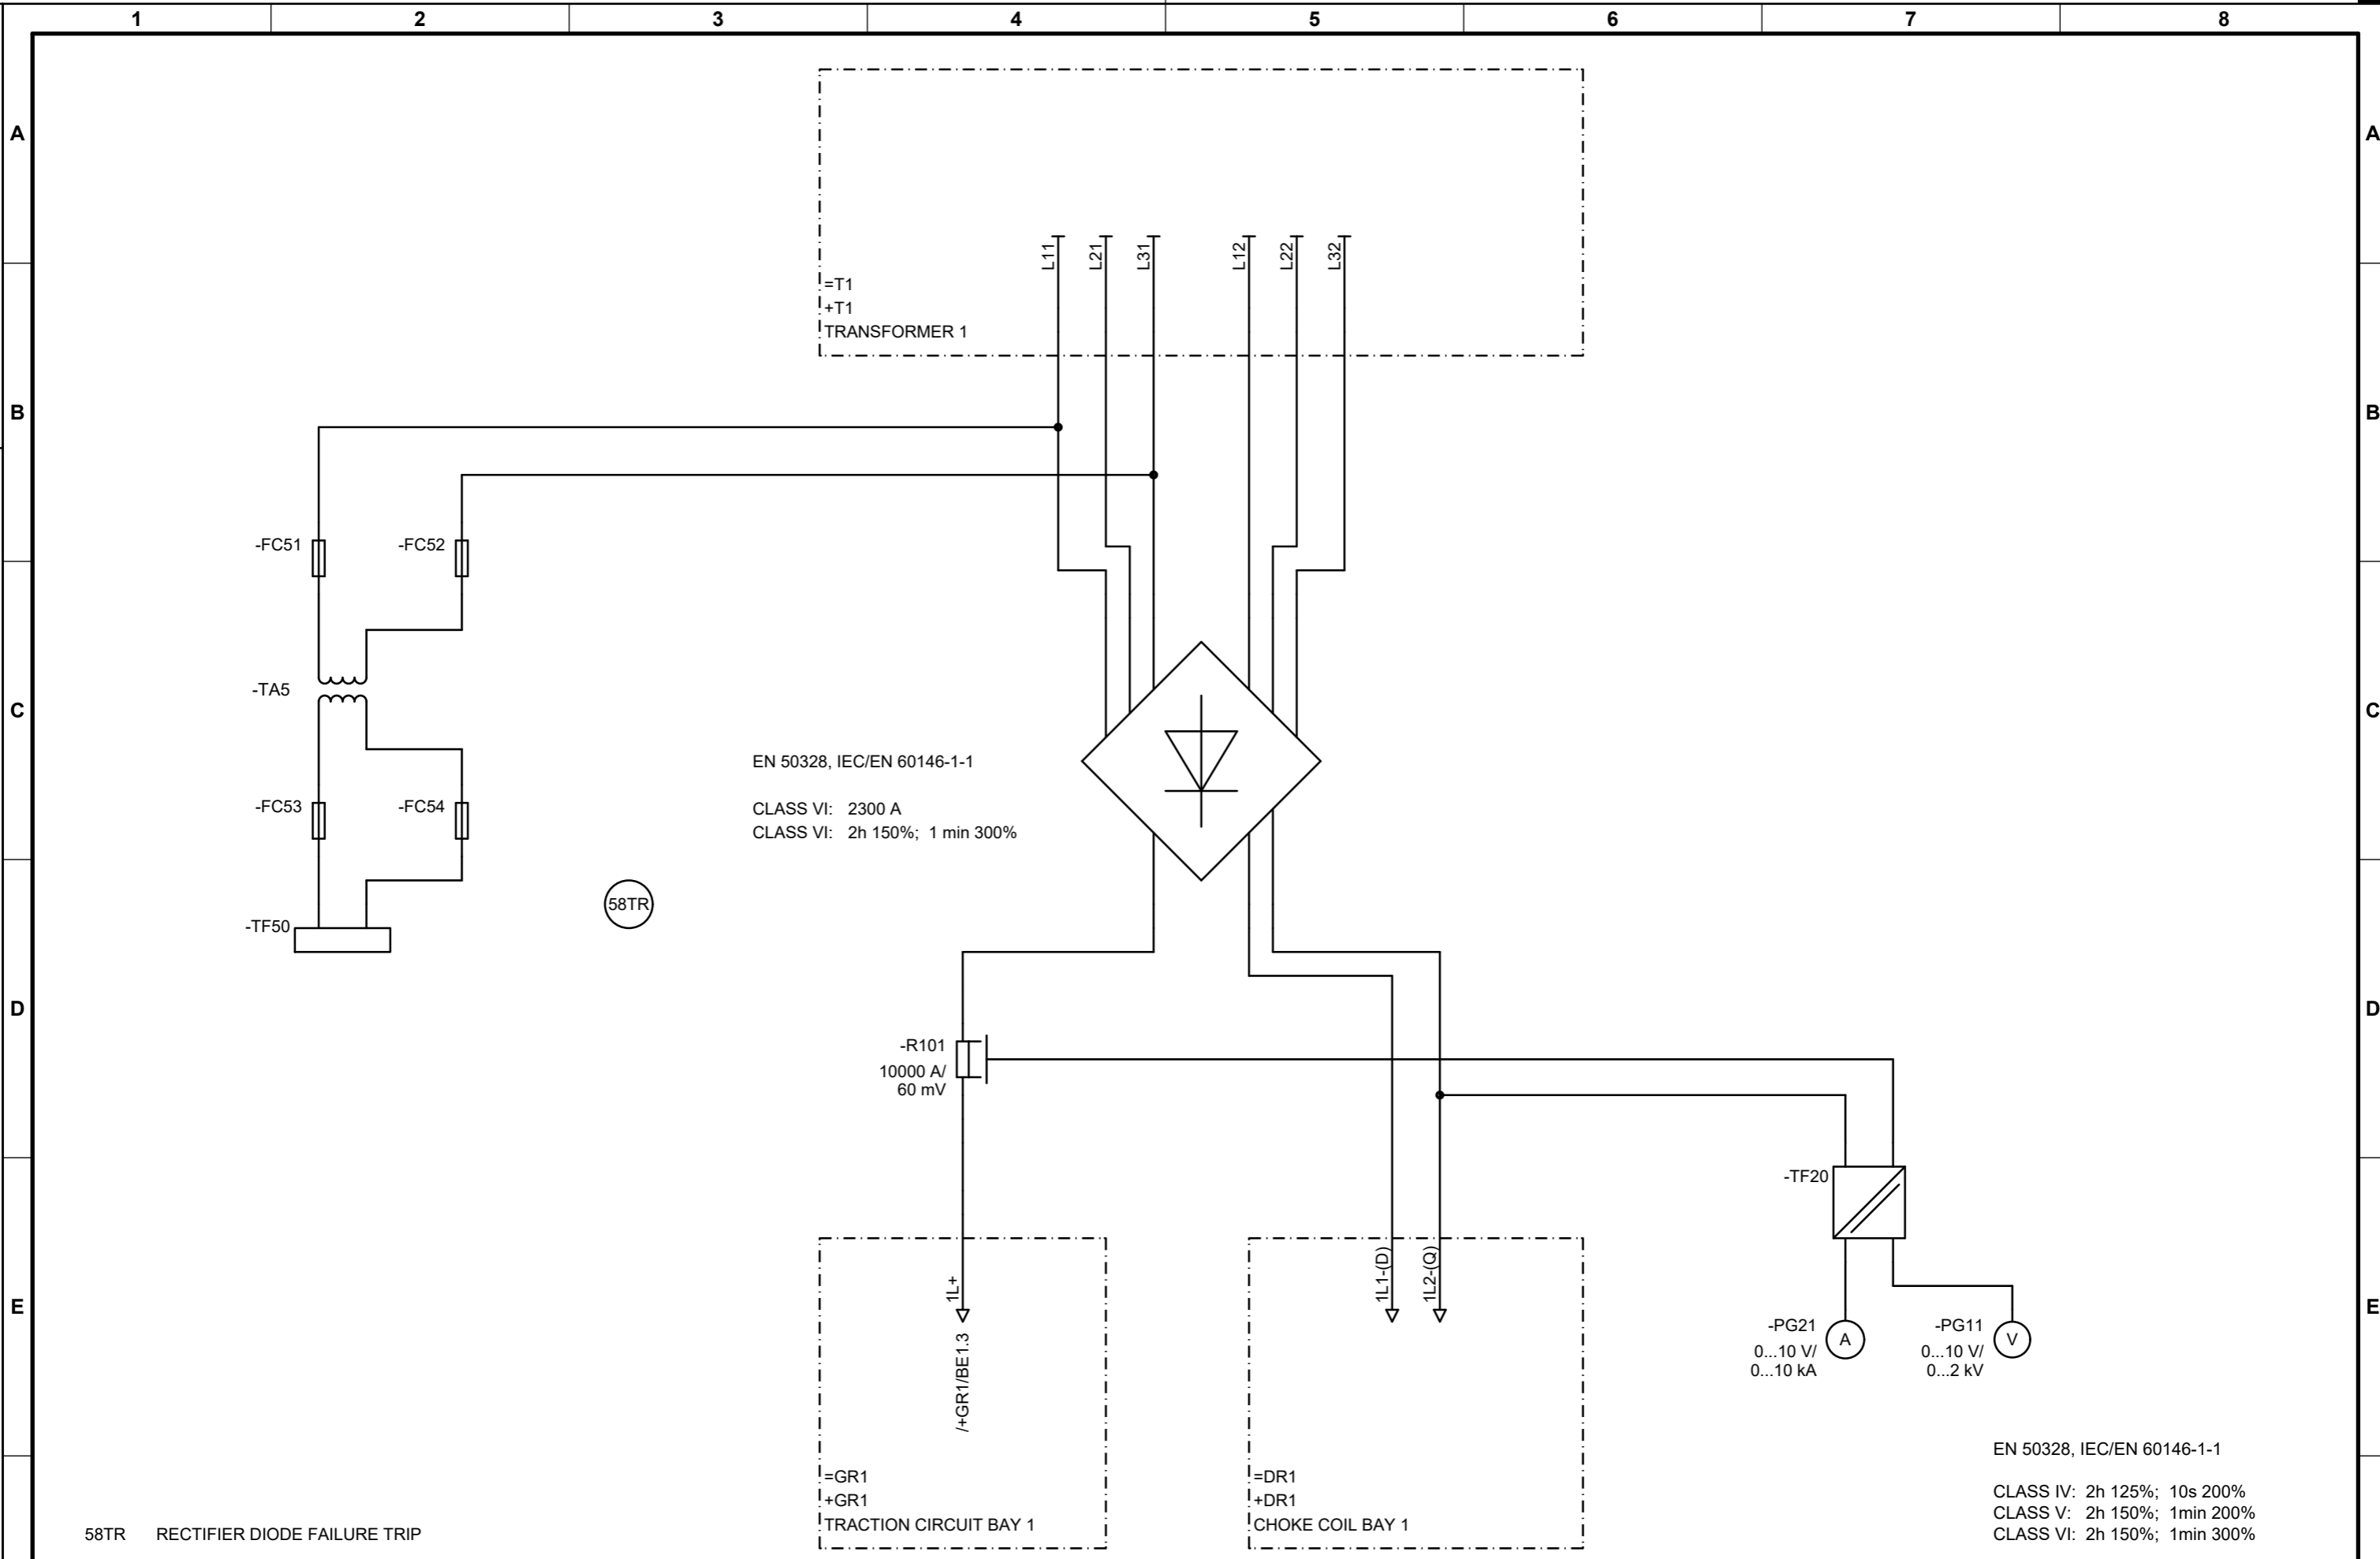 1 2 3 4 5 6 7 8
A A
L11 L21 L31 L12 L22 L32
=T1
+T1
TRANSFORMER 1
B B
-FC51 -FC52
-TA5
C C
EN 50328, IEC/EN 60146-1-1
CLASS VI: 2300 A
CLASS VI: 2h 150%; 1 min 300%
-FC53 -FC54
58TR
-TF50
D D
-R101
10000 A/
60 mV
-TF20
1L+ 1L1-(D) 1L2-(Q)
E E
/+GR1/BE1.3
-PG21 A
0...10 V/
0...10 kA
-PG11 V
0...10 V/
0...2 kV
=GR1
+GR1
TRACTION CIRCUIT BAY 1
=DR1
+DR1
CHOKE COIL BAY 1
EN 50328, IEC/EN 60146-1-1
CLASS IV: 2h 125%; 10s 200%
CLASS V: 2h 150%; 1min 200%
CLASS VI: 2h 150%; 1min 300%
58TR RECTIFIER DIODE FAILURE TRIP